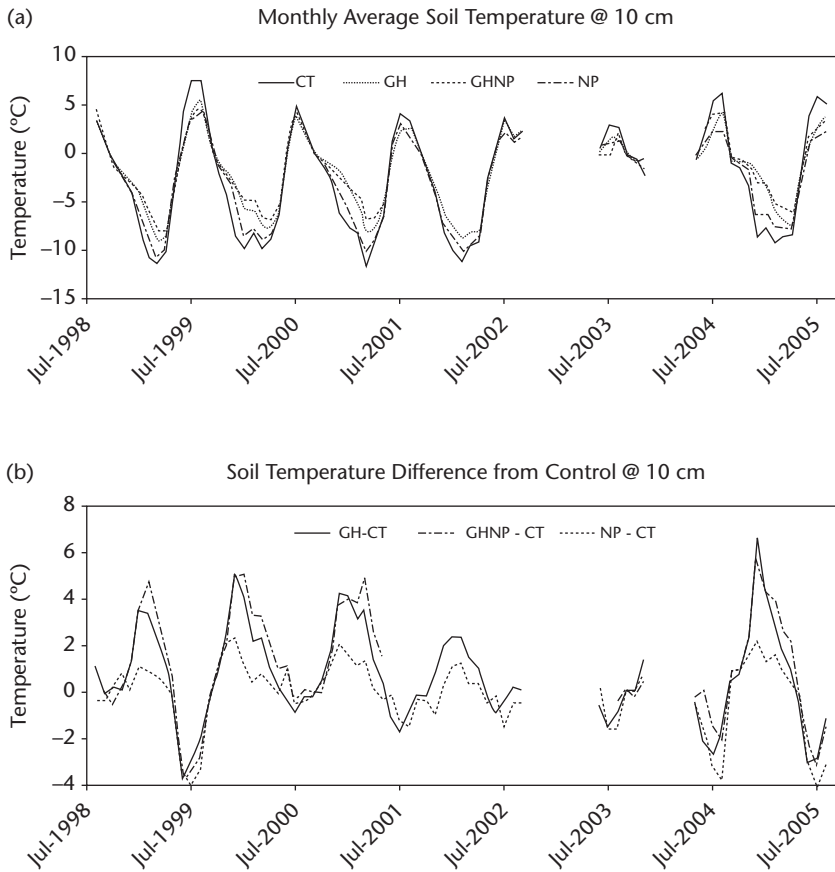 (a) Monthly Average Soil Temperature @ 10 cm
10
5
0
−5
−10
−15
Temperature (°C)
CT GH GHNP NP
Jul-1998 Jul-1999 Jul-2000 Jul-2001 Jul-2002 Jul-2003 Jul-2004 Jul-2005
(b) Soil Temperature Difference from Control @ 10 cm
8
6
4
2
0
−2
−4
Temperature (°C)
GH-CT GHNP - CT NP - CT
Jul-1998 Jul-1999 Jul-2000 Jul-2001 Jul-2002 Jul-2003 Jul-2004 Jul-2005